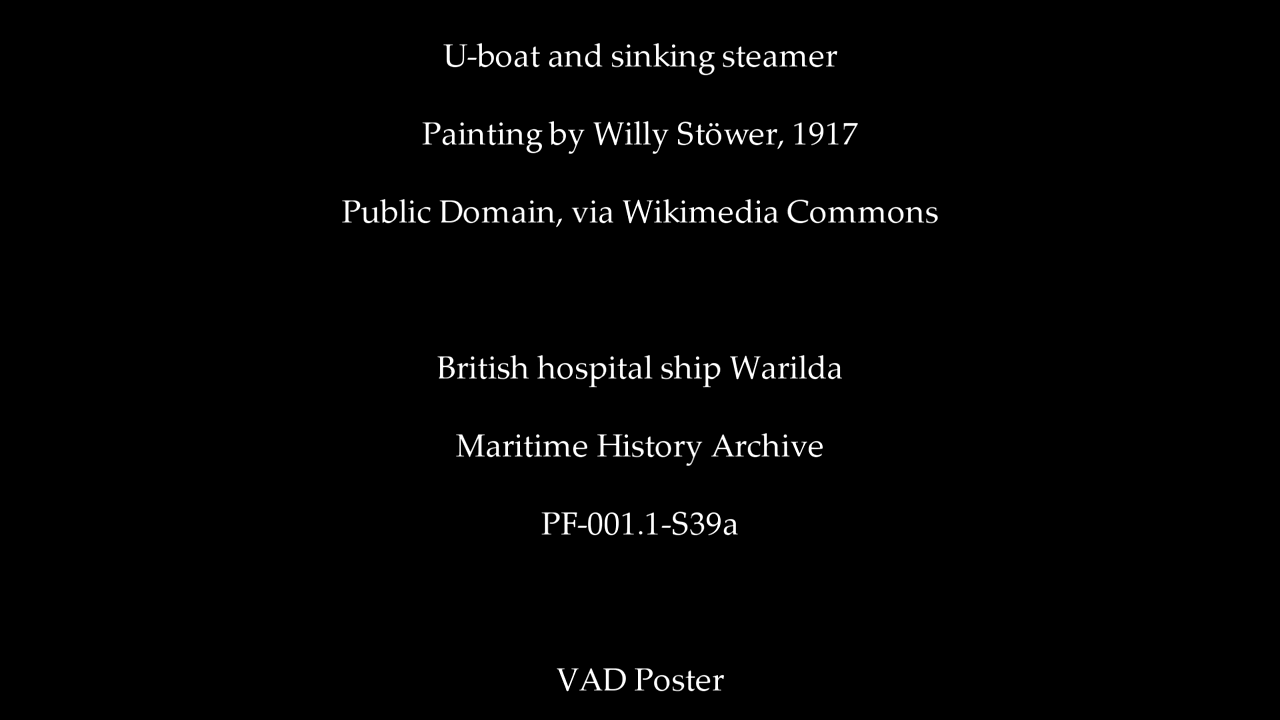 U-boat and sinking steamer
Painting by Willy Stöwer, 1917
Public Domain, via Wikimedia Commons
British hospital ship Warilda
Maritime History Archive
PF-001.1-S39a
VAD Poster